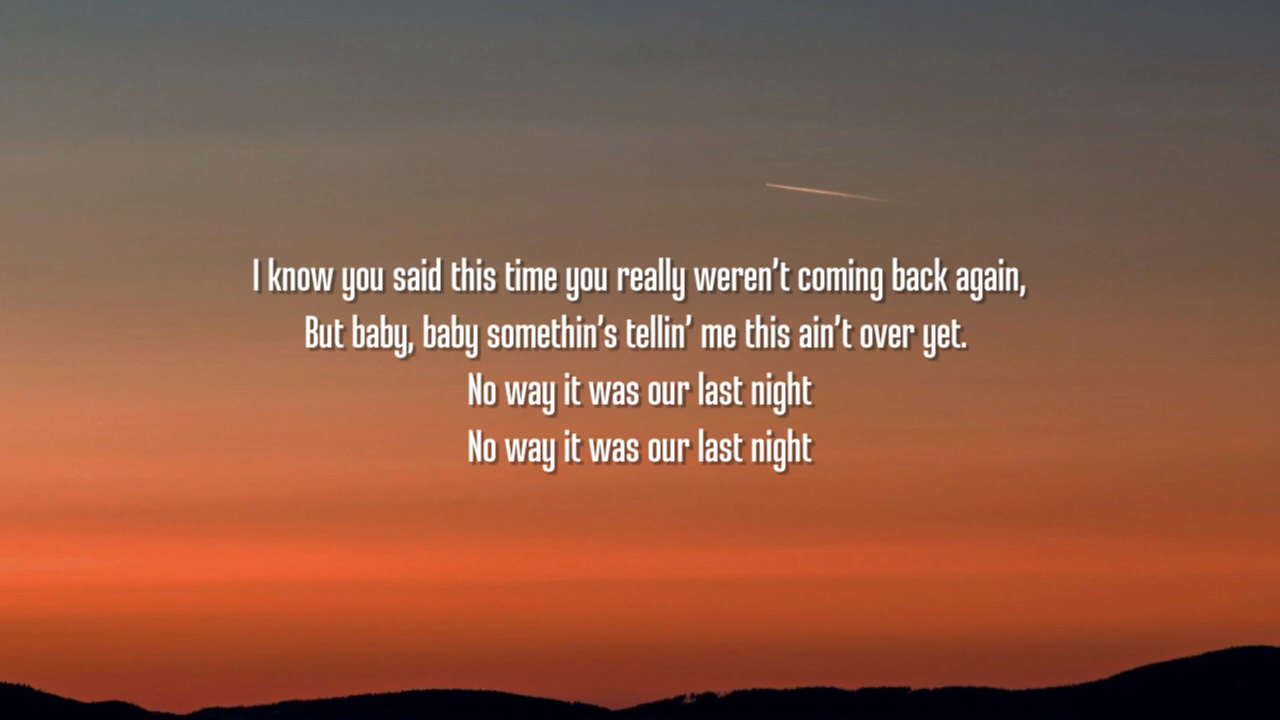 I know you said this time you really weren't coming back again,
But baby, baby somethin's tellin' me this ain't over yet.
No way it was our last night
No way it was our last night